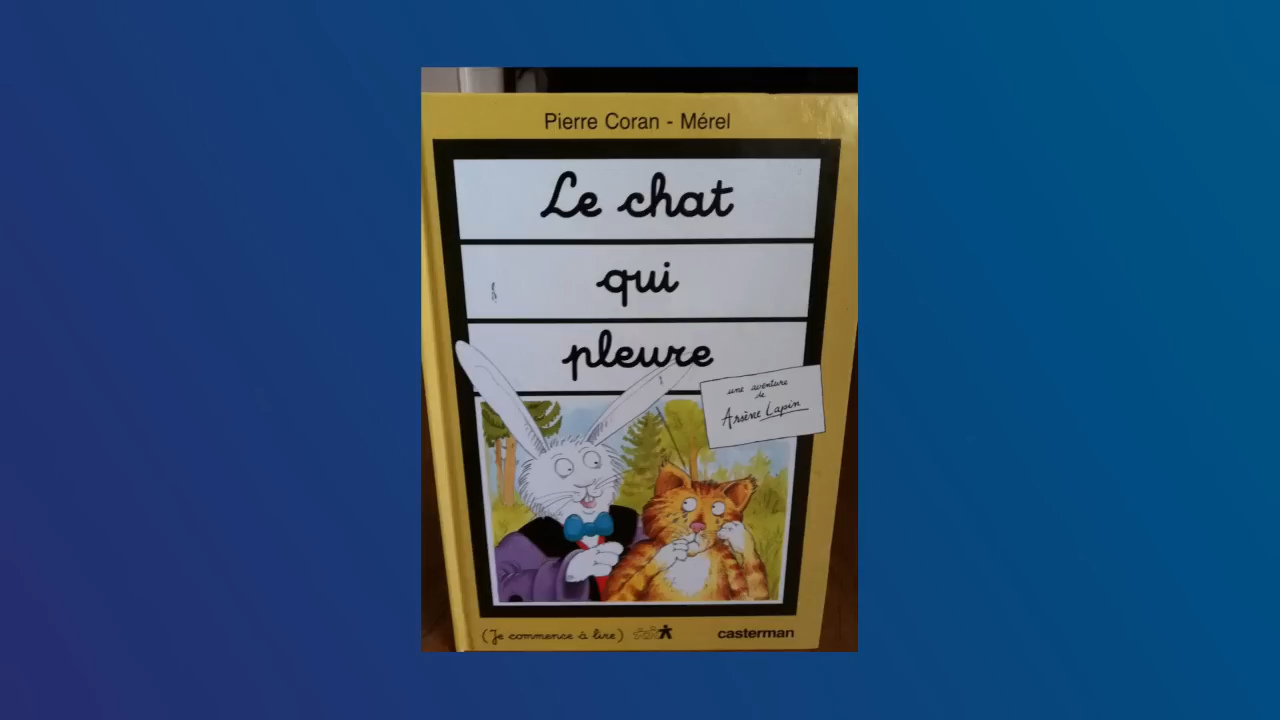 Pierre Coran - Mérel
Le chat
qui
pleure
une aventure
de
Arsène Lapin
(Je commence à lire)
casterman